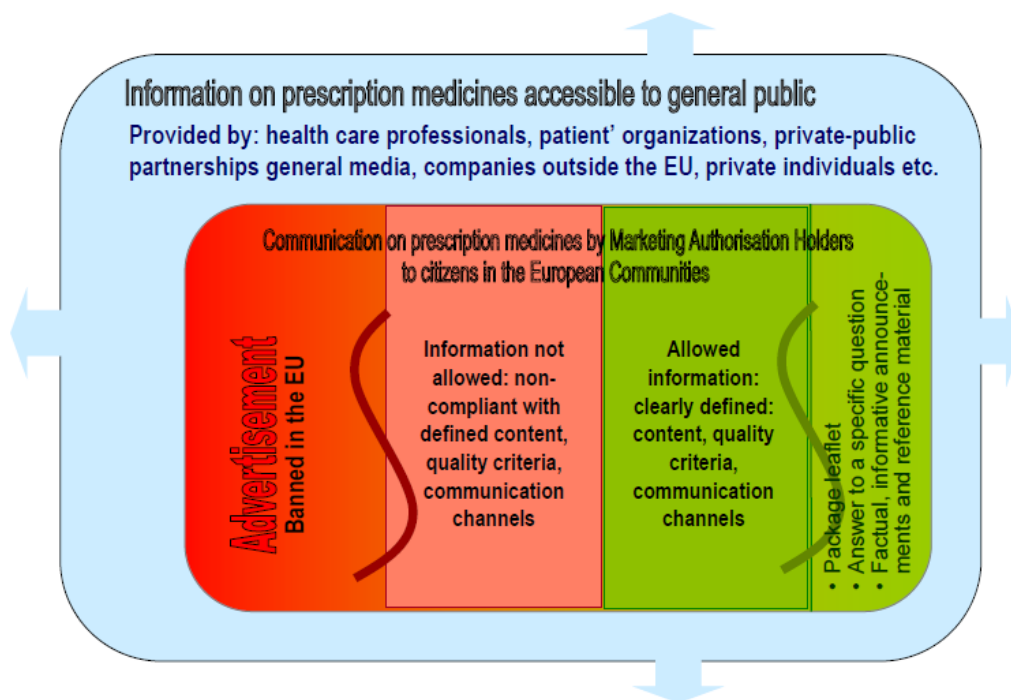 Information on prescription medicines accessible to general public
Provided by: health care professionals, patient’ organizations, private-public
partnerships general media, companies outside the EU, private individuals etc.
Communication on prescription medicines by Marketing Authorisation Holders
to citizens in the European Communities
Advertisement
Banned in the EU
Information not
allowed: non-
compliant with
defined content,
quality criteria,
communication
channels
Allowed
information:
clearly defined:
content, quality
criteria,
communication
channels
• Package leaflet
• Answer to a specific question
• Factual, informative announce-
ments and reference material